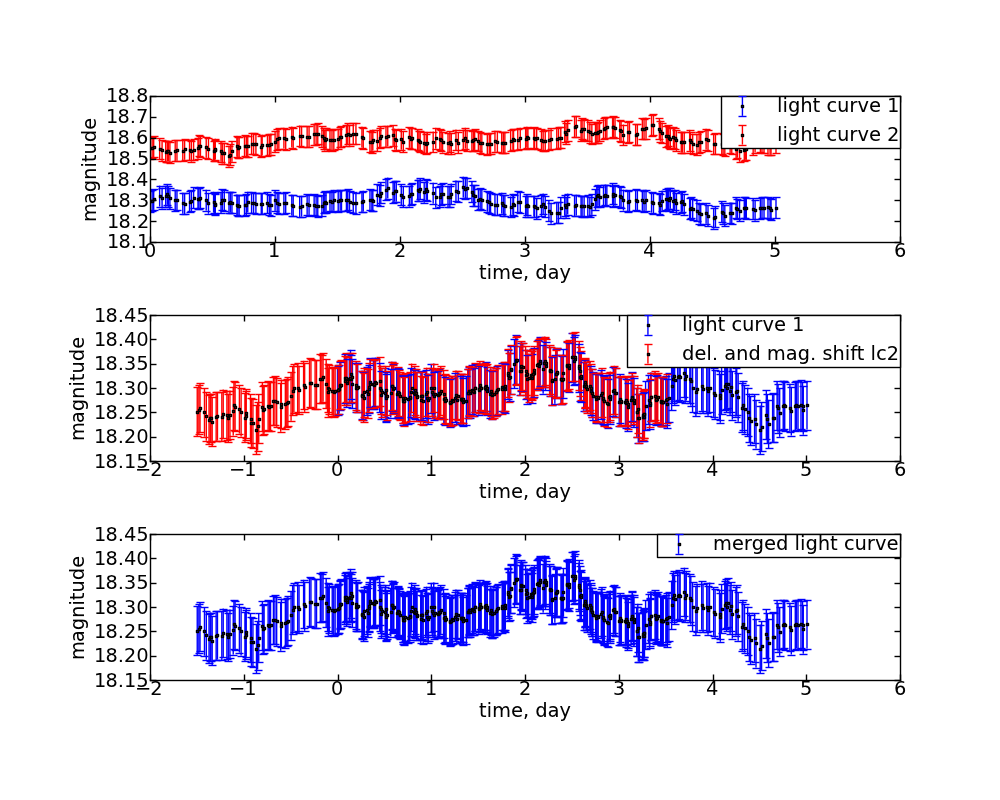 18.8
18.7
18.6
18.5
18.4
18.3
18.2
18.1
magnitude
light curve 1
light curve 2
0 1 2 3 4 5 6
time, day
18.45
18.40
18.35
18.30
18.25
18.20
18.15
magnitude
light curve 1
del. and mag. shift lc2
−2 −1 0 1 2 3 4 5 6
time, day
18.45
18.40
18.35
18.30
18.25
18.20
18.15
magnitude
merged light curve
−2 −1 0 1 2 3 4 5 6
time, day